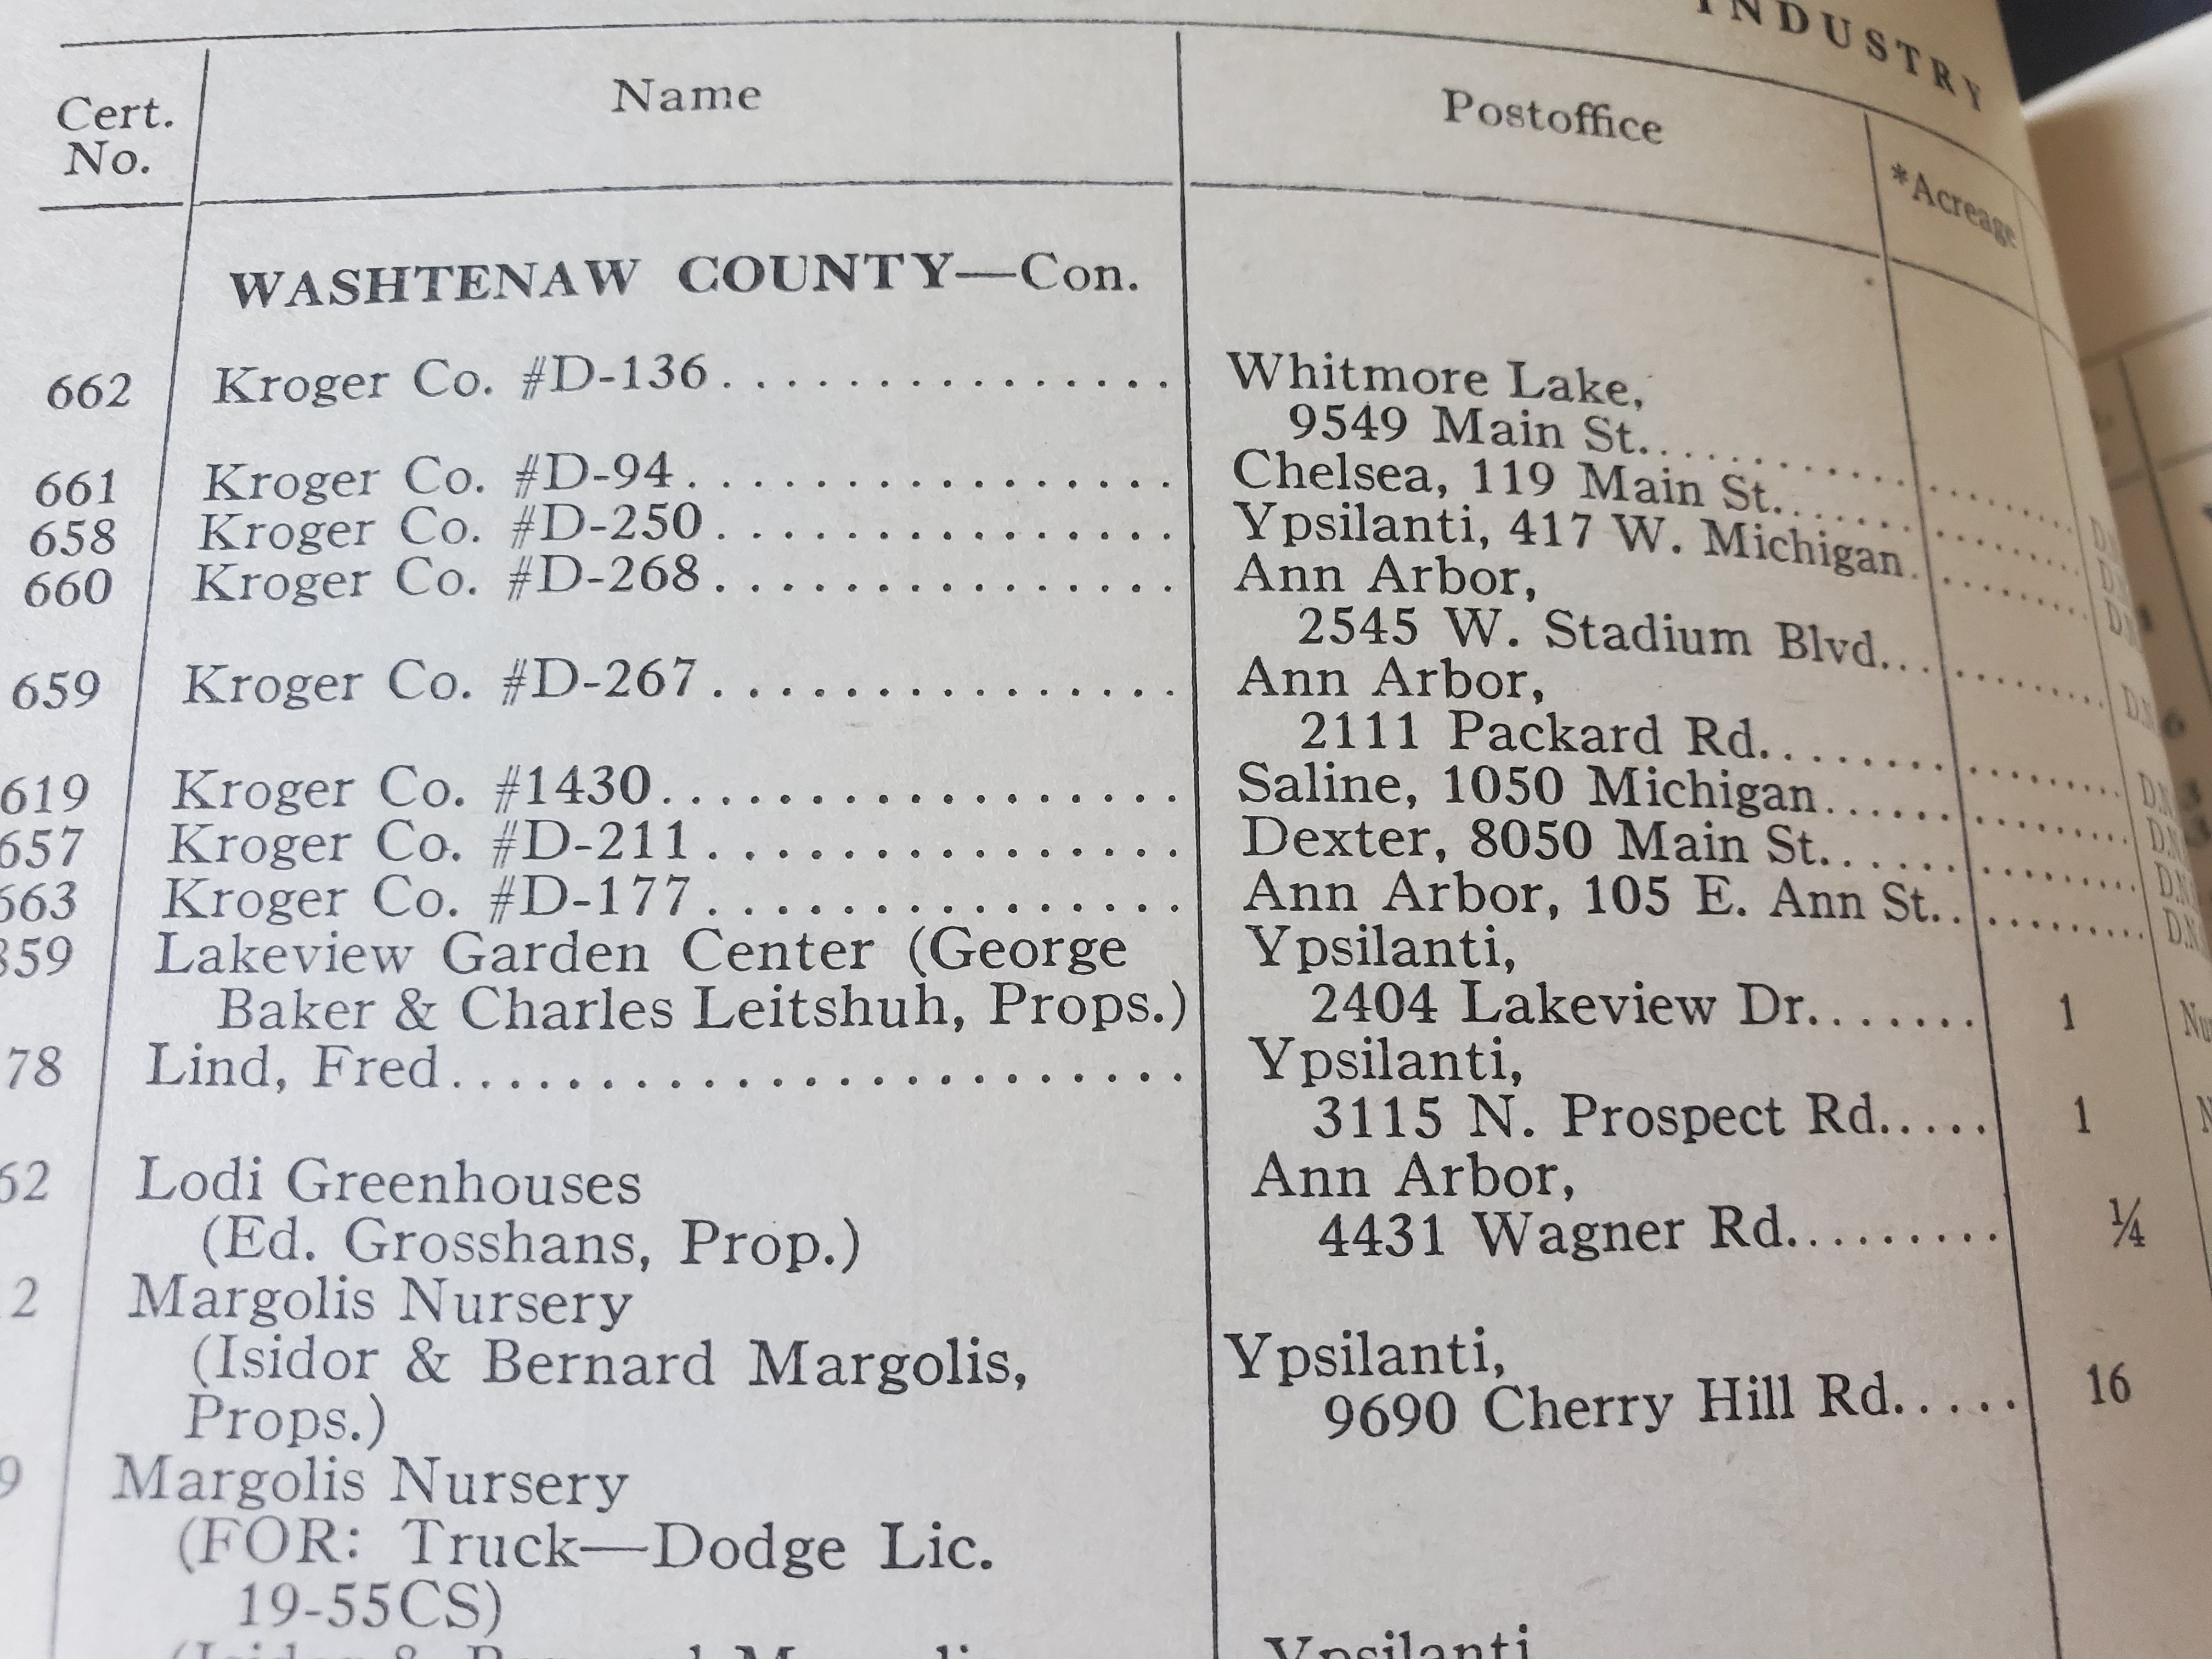 INDUSTRY
Cert. No.
Name
Postoffice
*Acreage
WASHTENAW COUNTY—Con.
662 Kroger Co. #D-136................ Whitmore Lake,
9549 Main St.
661 Kroger Co. #D-94................. Chelsea, 119 Main St.
658 Kroger Co. #D-250................ Ypsilanti, 417 W. Michigan
660 Kroger Co. #D-268................ Ann Arbor,
2545 W. Stadium Blvd.
659 Kroger Co. #D-267................ Ann Arbor,
2111 Packard Rd.
619 Kroger Co. #1430.................. Saline, 1050 Michigan
657 Kroger Co. #D-211................ Dexter, 8050 Main St.
663 Kroger Co. #D-177................ Ann Arbor, 105 E. Ann St.
859 Lakeview Garden Center (George Ypsilanti,
Baker & Charles Leitshuh, Props.) 2404 Lakeview Dr....... 1
78 Lind, Fred.......................... Ypsilanti,
3115 N. Prospect Rd..... 1
62 Lodi Greenhouses Ann Arbor,
(Ed. Grosshans, Prop.) 4431 Wagner Rd......... ¼
2 Margolis Nursery
(Isidor & Bernard Margolis, Ypsilanti,
Props.) 9690 Cherry Hill Rd..... 16
9 Margolis Nursery
(FOR: Truck—Dodge Lic.
19-55CS)
Ypsilanti